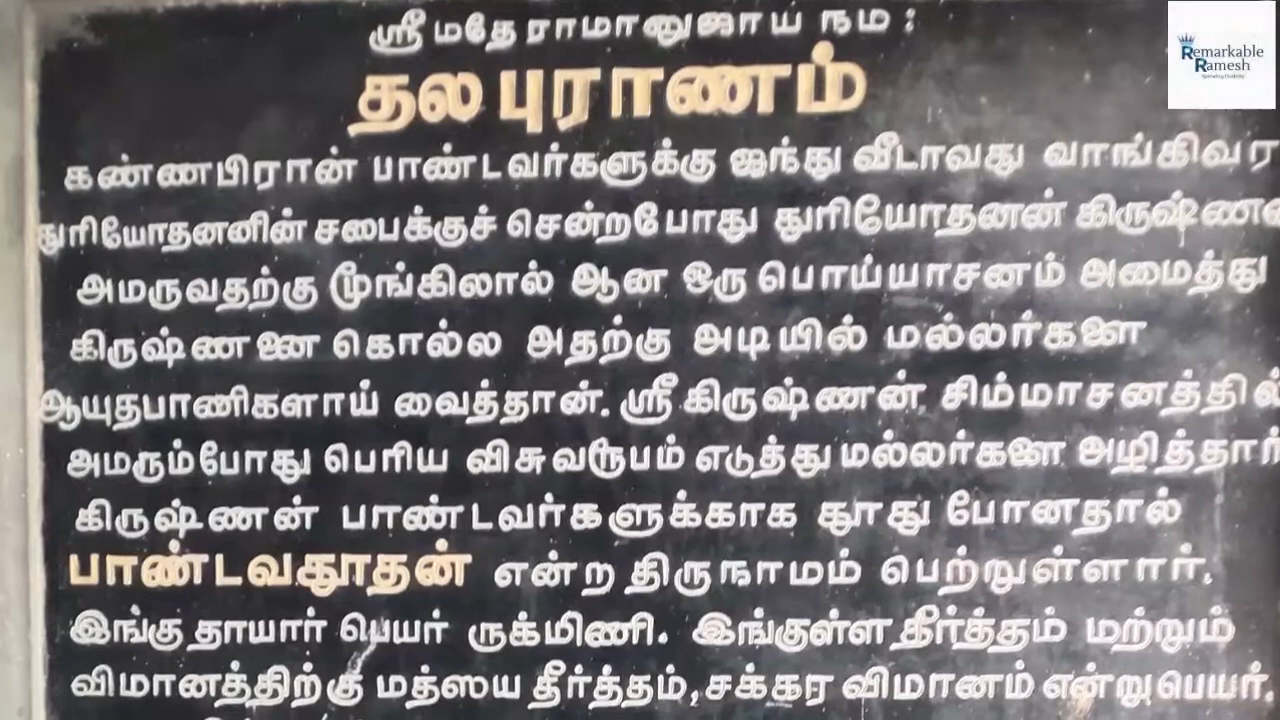 ஸ்ரீ மதே ராமானுஜாய நம :
தல புராணம்
கண்ணபிரான் பாண்டவர்களுக்கு ஐந்து வீடாவது வாங்கிவர
துரியோதனனின் சபைக்குச் சென்றபோது துரியோதனன்
அமருவதற்கு மூங்கிலால் ஆன ஒரு பொய்யாசனம் அமைத்து
கிருஷ்ணனை கொல்ல அதற்கு அடியில் மல்லர்களை
ஆயுதபாணிகளாய் வைத்தான். ஸ்ரீ கிருஷ்ணன் சிம்மாசனத்தில்
அமரும்போது பெரிய விசுவரூபம் எடுத்து மல்லர்களை அழித்தார்
கிருஷ்ணன் பாண்டவர்களுக்காக தூது போனதால்
பாண்டவதூதன் என்ற திருநாமம் பெற்றுள்ளார்.
இங்கு தாயார் பெயர் ருக்மிணி. இங்குள்ள தீர்த்தம் மற்றும்
விமானத்திற்கு மத்ஸய தீர்த்தம், சக்கர விமானம் என்று பெயர்.
Remarkable
Ramesh